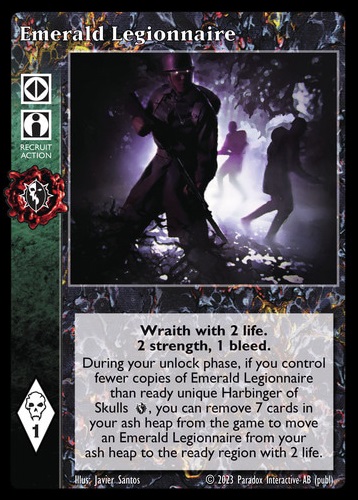 Emerald Legionnaire
RECRUIT
ACTION
Wraith with 2 life.
2 strength, 1 bleed.
During your unlock phase, if you control
fewer copies of Emerald Legionnaire
than ready unique Harbinger of
Skulls , you can remove 7 cards in
your ash heap from the game to move
an Emerald Legionnaire from your
ash heap to the ready region with 2 life.
1
Illus: Javier Santos
© 2023 Paradox Interactive AB (publ)